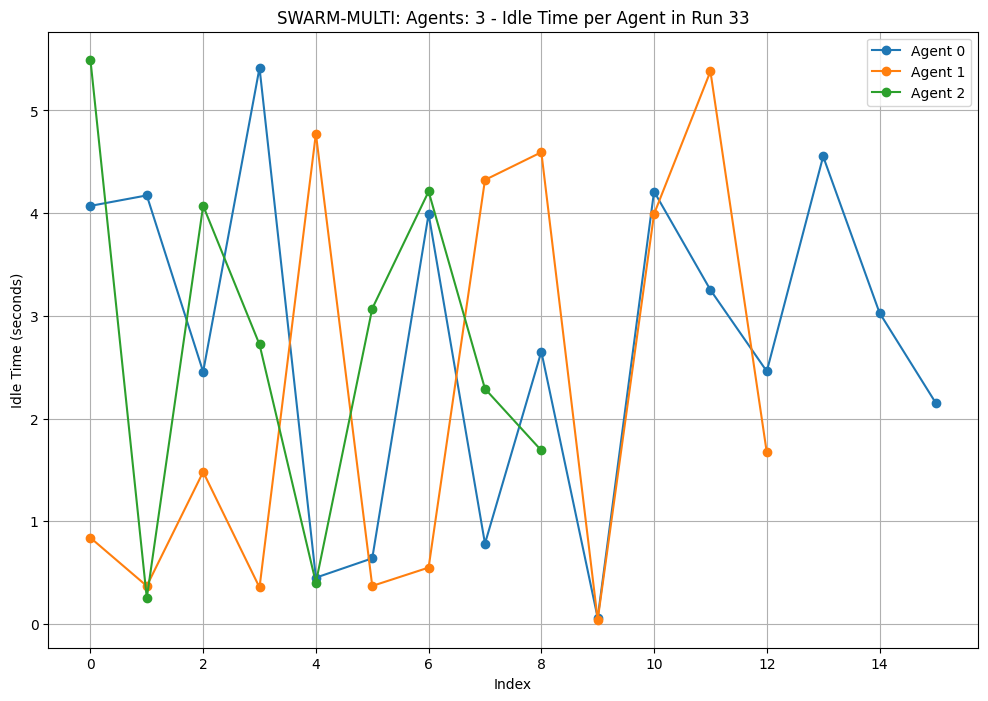 SWARM-MULTI: Agents: 3 - Idle Time per Agent in Run 33
Agent 0
Agent 1
Agent 2
Idle Time (seconds)
5
4
3
2
1
0
0 2 4 6 8 10 12 14
Index